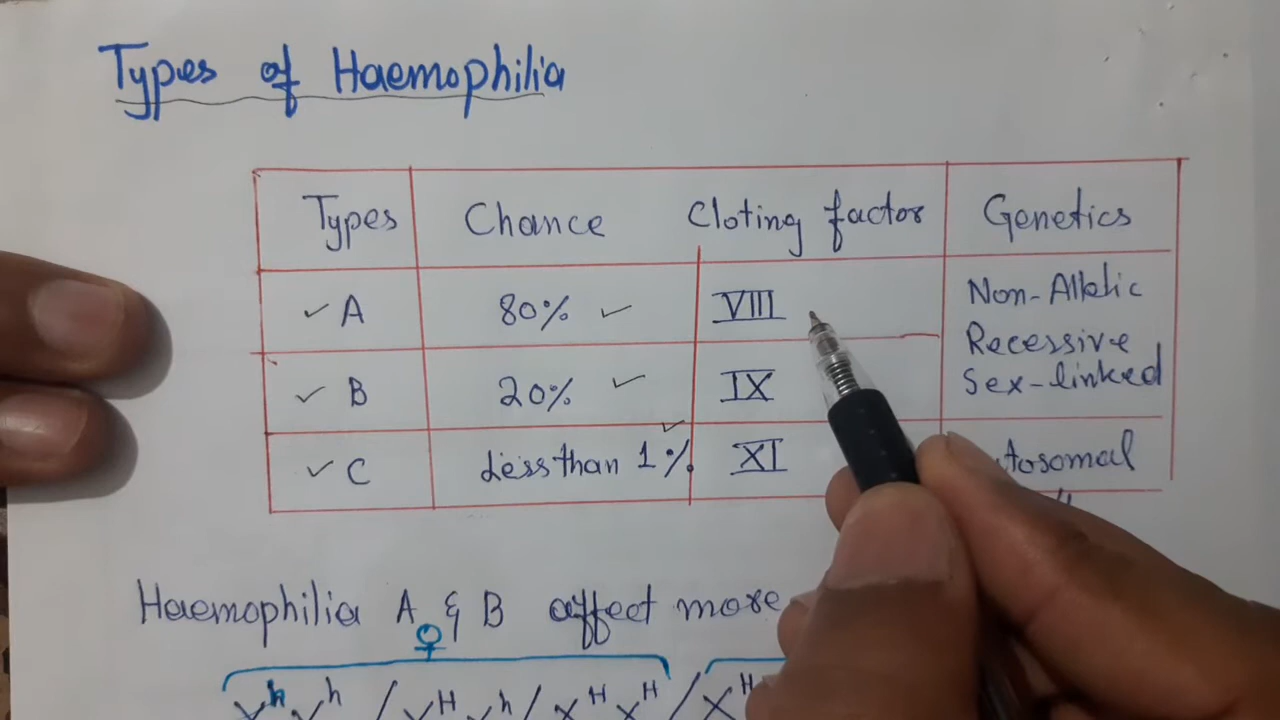 Types of Haemophilia
Types Chance Cloting factor Genetics
A 80% VIII Non-Allelic
Recessive
Sex-linked
B 20% IX
C Less than 1% XI tosomal
Haemophilia A & B affect more
♀
X^h X^h / X^H X^h / X^H X^H / X^H